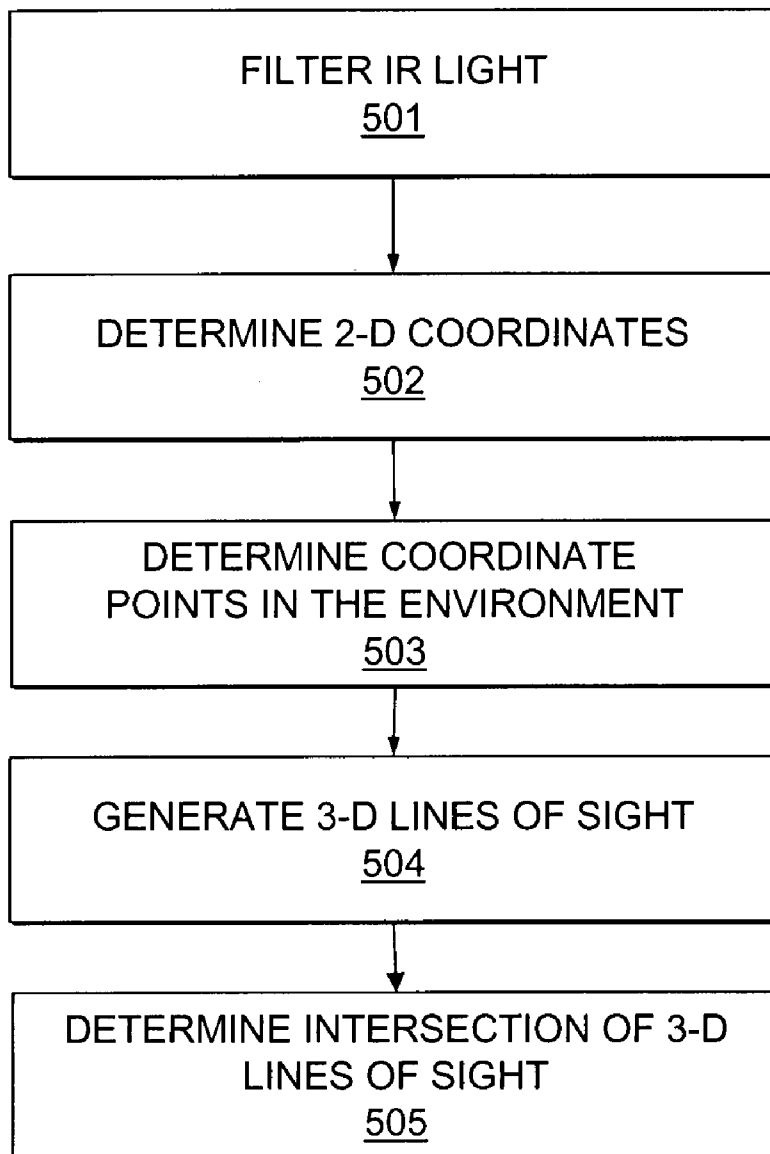 FILTER IR LIGHT
501
DETERMINE 2-D COORDINATES
502
DETERMINE COORDINATE
POINTS IN THE ENVIRONMENT
503
GENERATE 3-D LINES OF SIGHT
504
DETERMINE INTERSECTION OF 3-D
LINES OF SIGHT
505